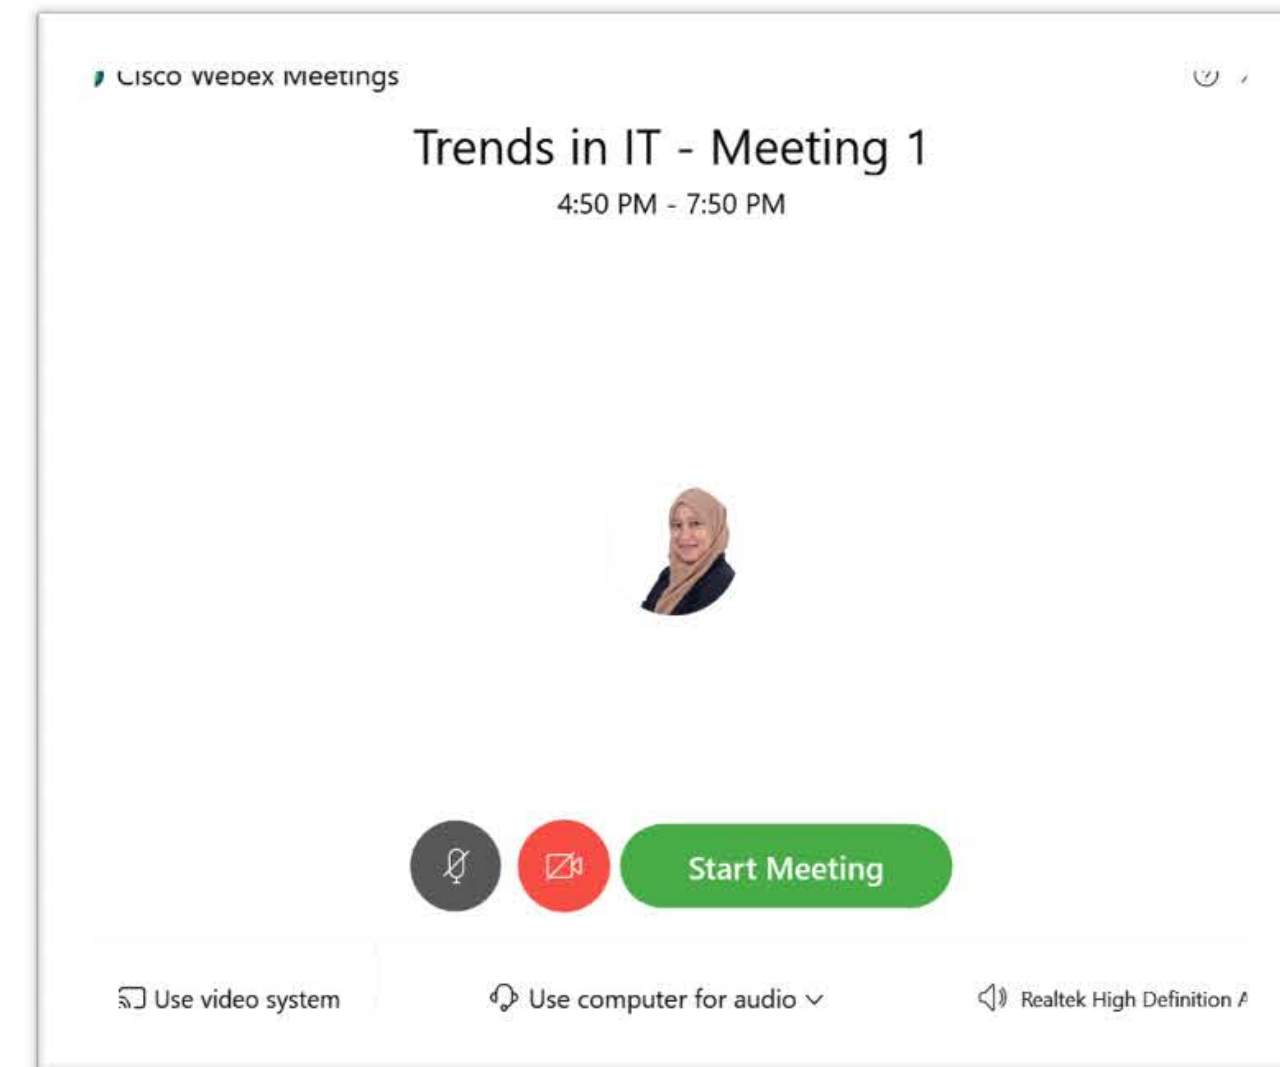 Cisco Webex Meetings
Trends in IT - Meeting 1
4:50 PM - 7:50 PM
Start Meeting
Use video system
Use computer for audio
Realtek High Definition A